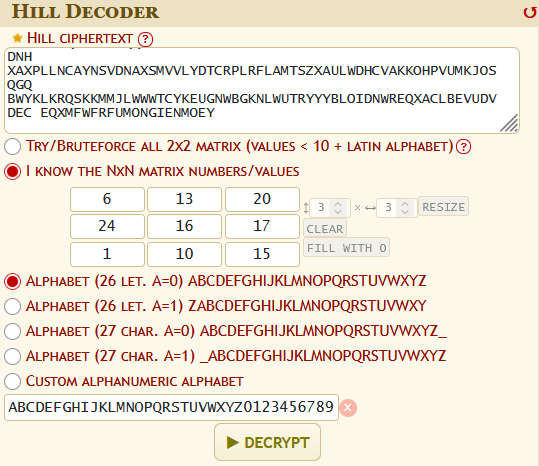 HILL DECODER
HILL CIPHERTEXT ?
DNH
XAXPLLNCAYNSVDNAXSMVVLYDTCRPLRFLAMTSZXAULWDHCVAKKOHPVUMKJOS
QGQ
BWYKLKRQSKKMMJLWWWTCYKEUGNWBGKNLWUTRYYYBLOIDNWREQXACLBEVUDV
DEC EQXMFWFRFUMONGIENMOEY
TRY/BRUTEFORCE ALL 2X2 MATRIX (VALUES < 10 + LATIN ALPHABET) ?
I KNOW THE NXN MATRIX NUMBERS/VALUES
6 13 20
↕ 3 × ↔ 3 RESIZE
24 16 17
CLEAR
1 10 15
FILL WITH 0
ALPHABET (26 LET. A=0) ABCDEFGHIJKLMNOPQRSTUVWXYZ
ALPHABET (26 LET. A=1) ZABCDEFGHIJKLMNOPQRSTUVWXY
ALPHABET (27 CHAR. A=0) ABCDEFGHIJKLMNOPQRSTUVWXYZ_
ALPHABET (27 CHAR. A=1) _ABCDEFGHIJKLMNOPQRSTUVWXYZ
CUSTOM ALPHANUMERIC ALPHABET
ABCDEFGHIJKLMNOPQRSTUVWXYZ0123456789 X
▶ DECRYPT